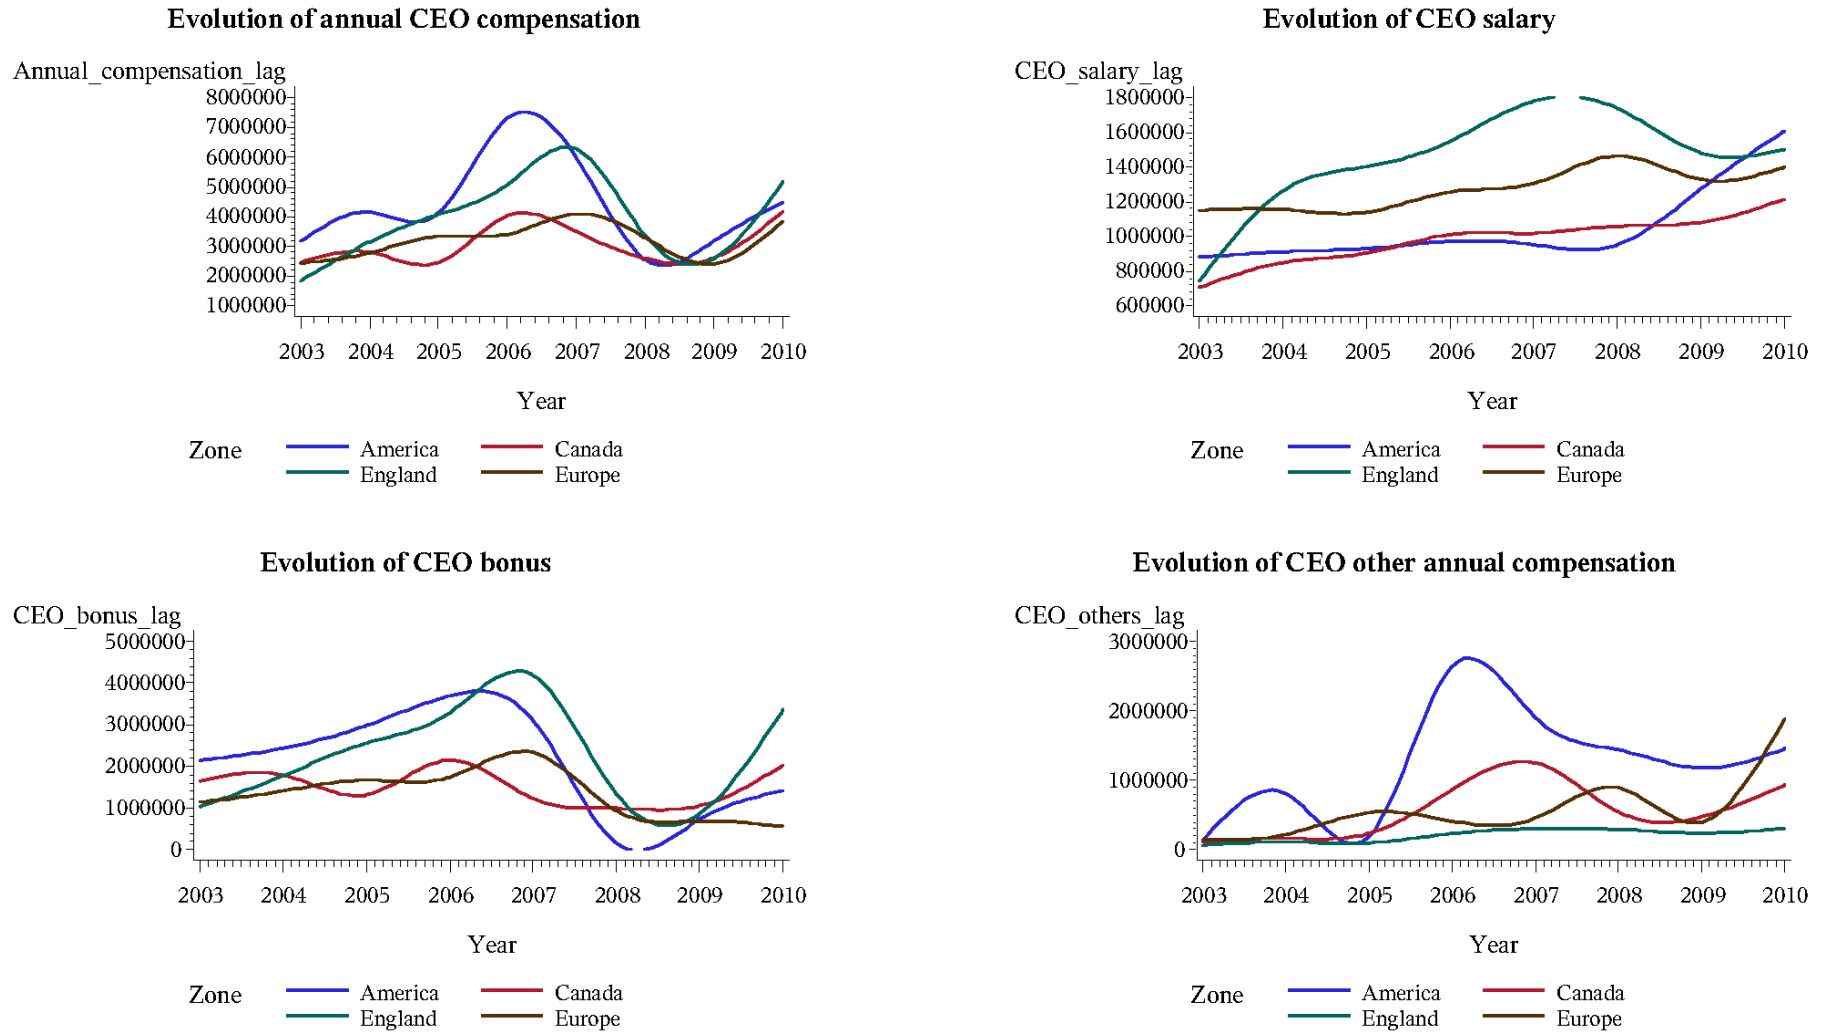 Evolution of annual CEO compensation
Annual_compensation_lag
8000000
7000000
6000000
5000000
4000000
3000000
2000000
1000000
2003 2004 2005 2006 2007 2008 2009 2010
Year
Zone America Canada
England Europe
Evolution of CEO salary
CEO_salary_lag
1800000
1600000
1400000
1200000
1000000
800000
600000
2003 2004 2005 2006 2007 2008 2009 2010
Year
Zone America Canada
England Europe
Evolution of CEO bonus
CEO_bonus_lag
5000000
4000000
3000000
2000000
1000000
0
2003 2004 2005 2006 2007 2008 2009 2010
Year
Zone America Canada
England Europe
Evolution of CEO other annual compensation
CEO_others_lag
3000000
2000000
1000000
0
2003 2004 2005 2006 2007 2008 2009 2010
Year
Zone America Canada
England Europe